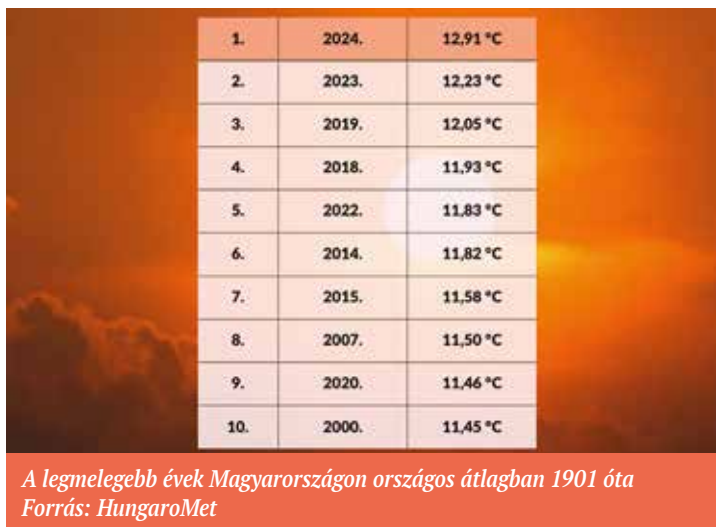 1. 2024. 12,91 °C
2. 2023. 12,23 °C
3. 2019. 12,05 °C
4. 2018. 11,93 °C
5. 2022. 11,83 °C
6. 2014. 11,82 °C
7. 2015. 11,58 °C
8. 2007. 11,50 °C
9. 2020. 11,46 °C
10. 2000. 11,45 °C
A legmelegebb évek Magyarországon országos átlagban 1901 óta
Forrás: HungaroMet